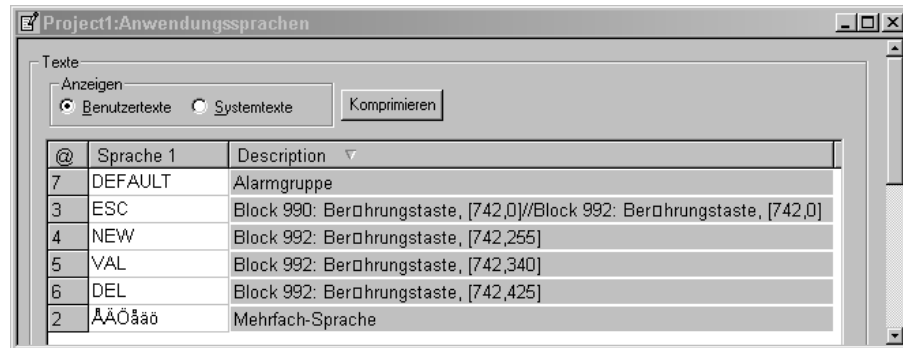 Project1:Anwendungssprachen
Texte
Anzeigen
Benutzertexte Systemtexte Komprimieren
@ Sprache 1 Description
7 DEFAULT Alarmgruppe
3 ESC Block 990: Ber□hrungstaste, [742,0]//Block 992: Ber□hrungstaste, [742,0]
4 NEW Block 992: Ber□hrungstaste, [742,255]
5 VAL Block 992: Ber□hrungstaste, [742,340]
6 DEL Block 992: Ber□hrungstaste, [742,425]
2 ÅÄÖåäö Mehrfach-Sprache